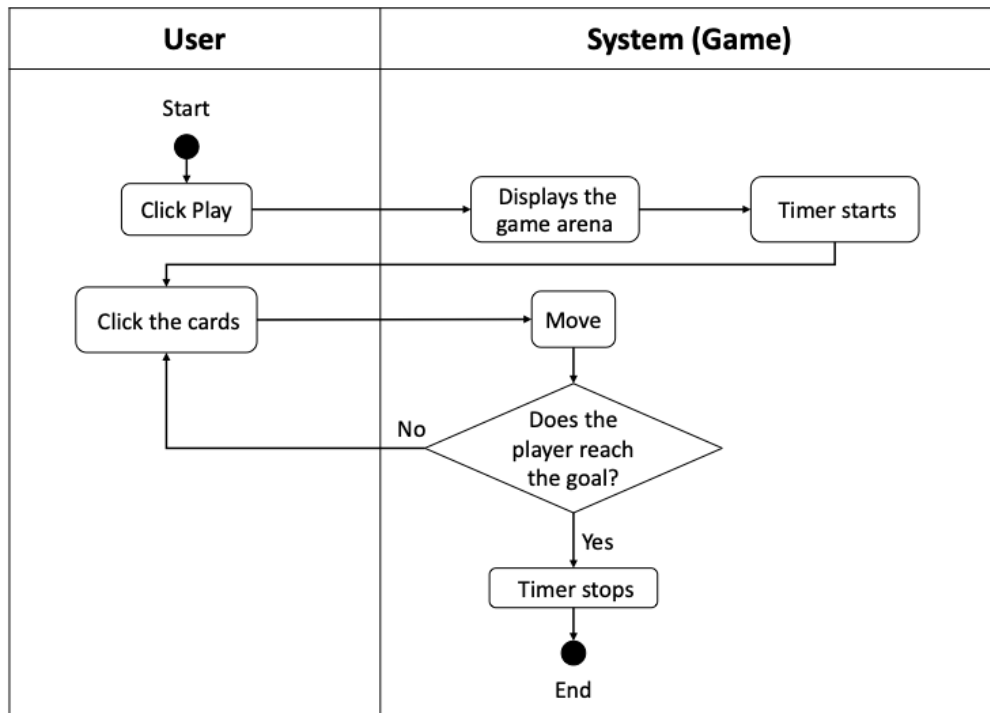 User
System (Game)
Start
Click Play
Displays the
game arena
Timer starts
Click the cards
Move
Does the
player reach
the goal?
No
Yes
Timer stops
End